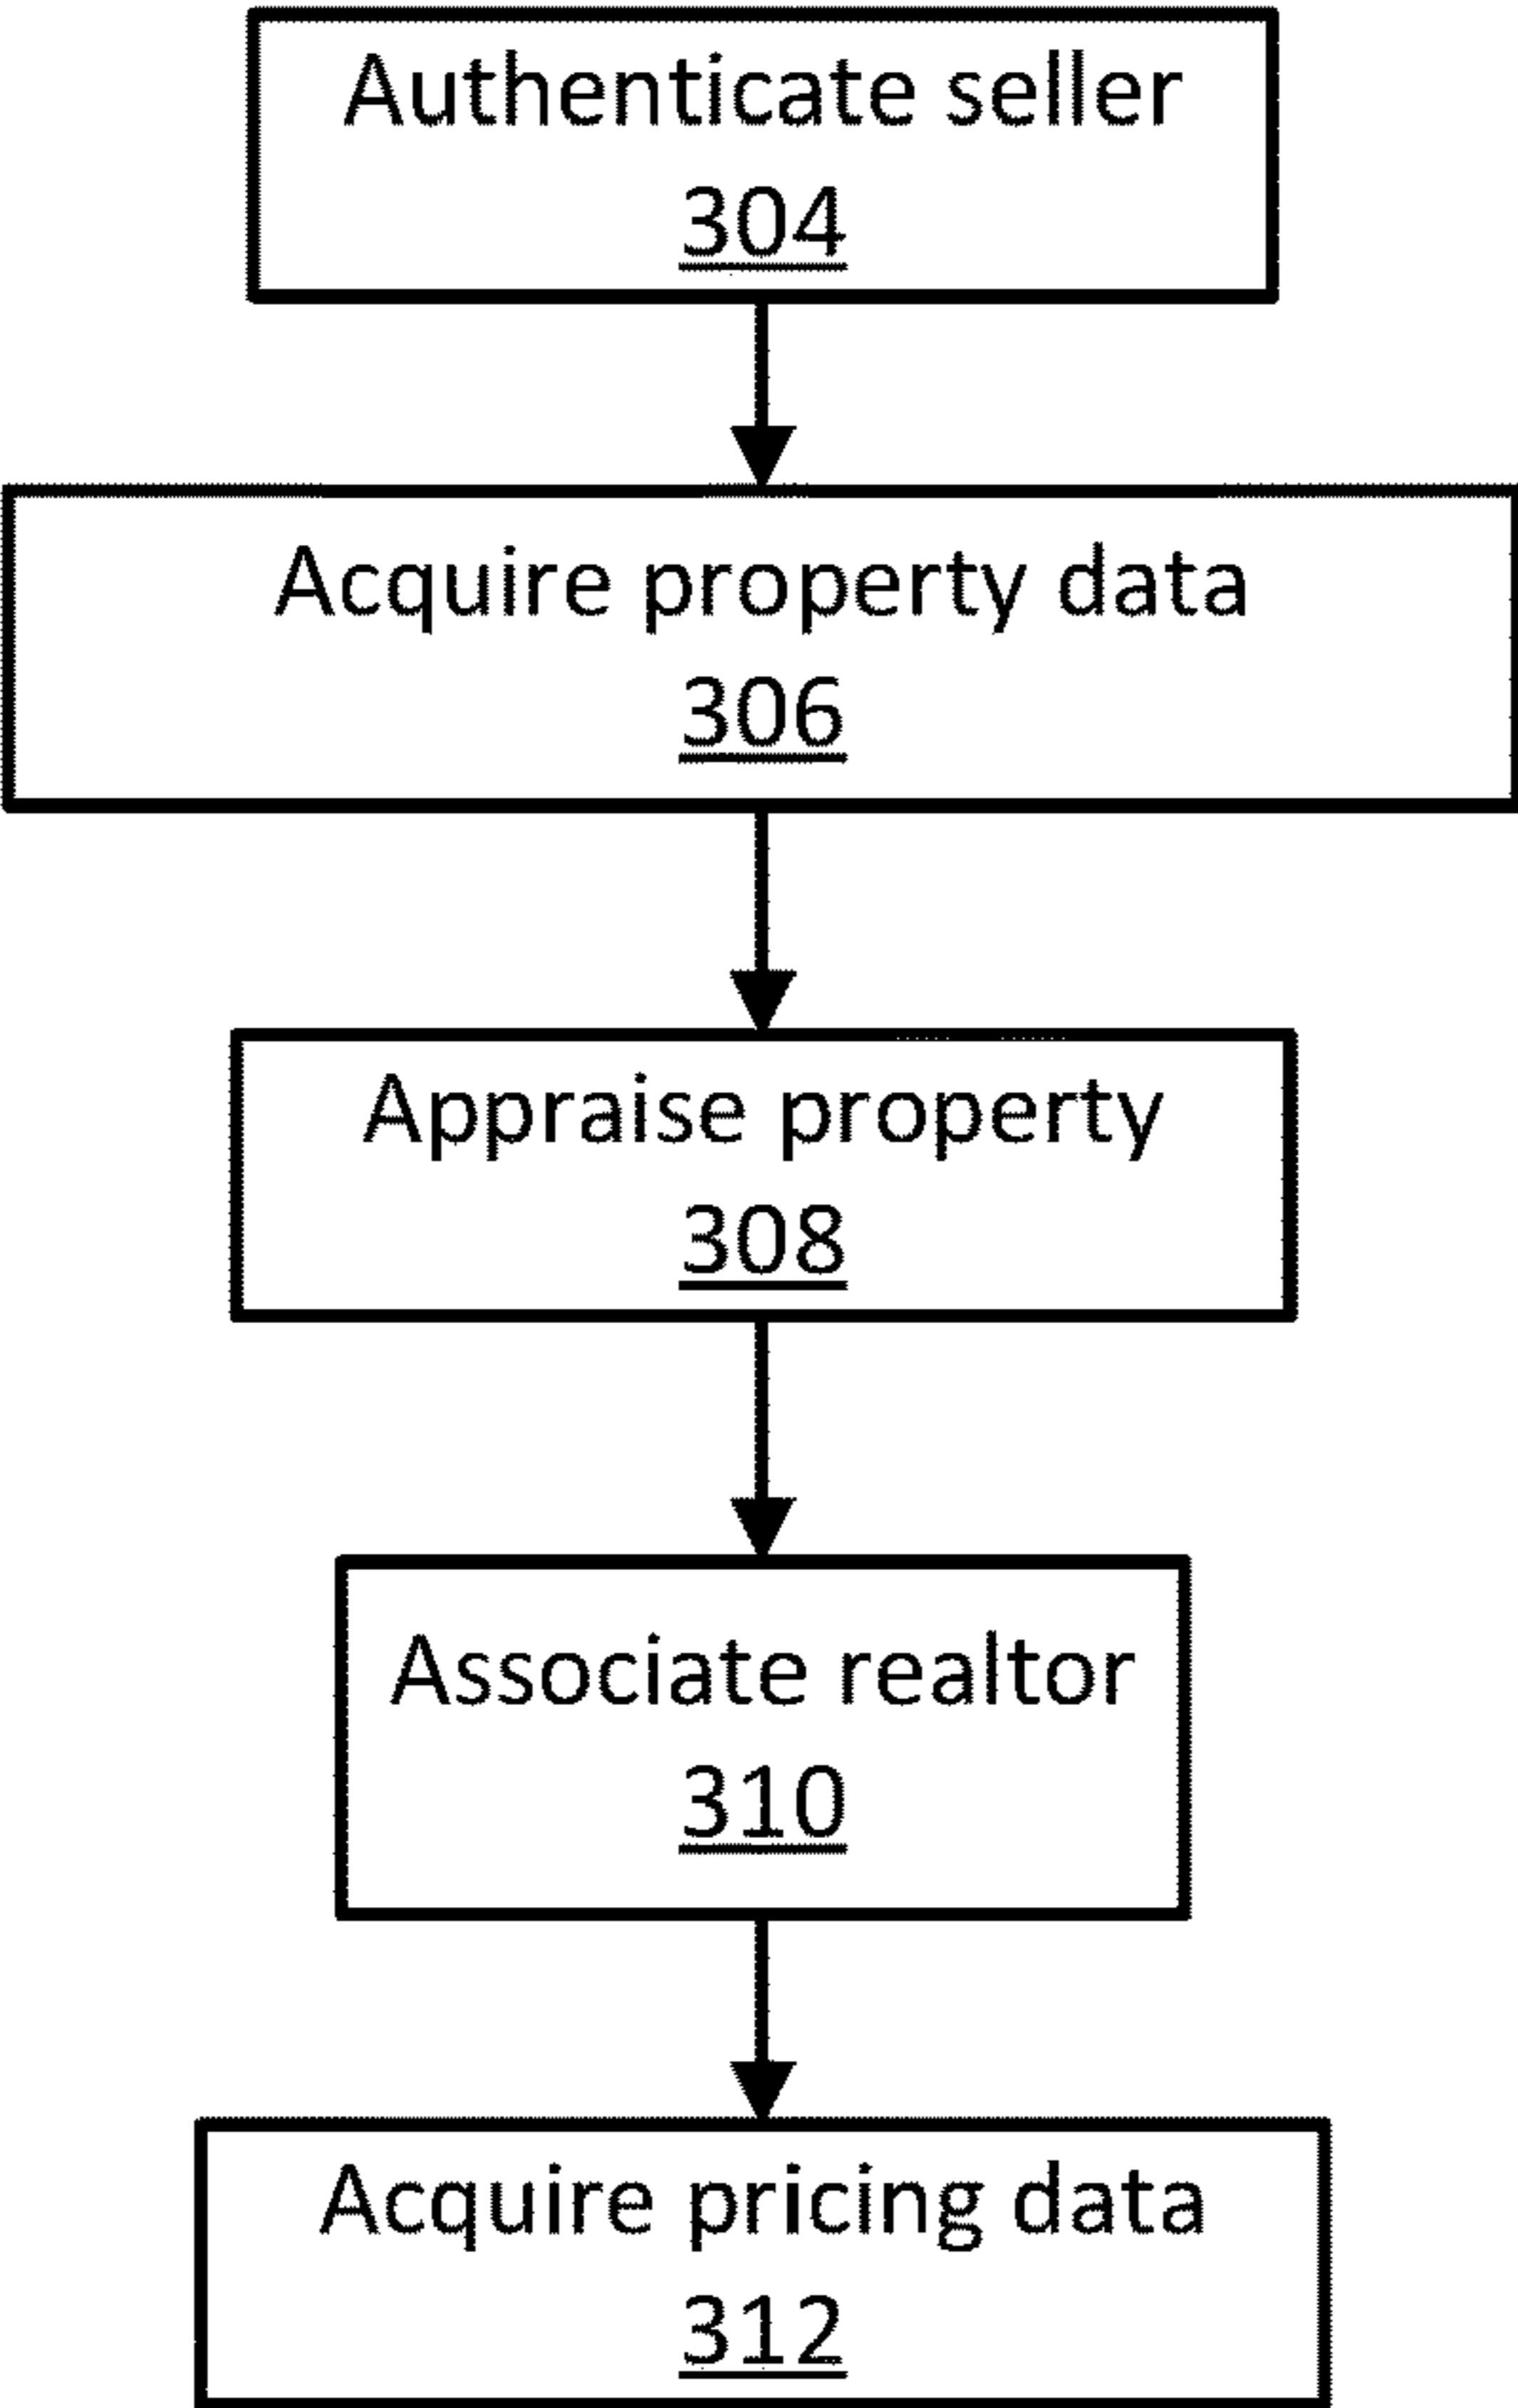 Authenticate seller
304
Acquire property data
306
Appraise property
308
Associate realtor
310
Acquire pricing data
312